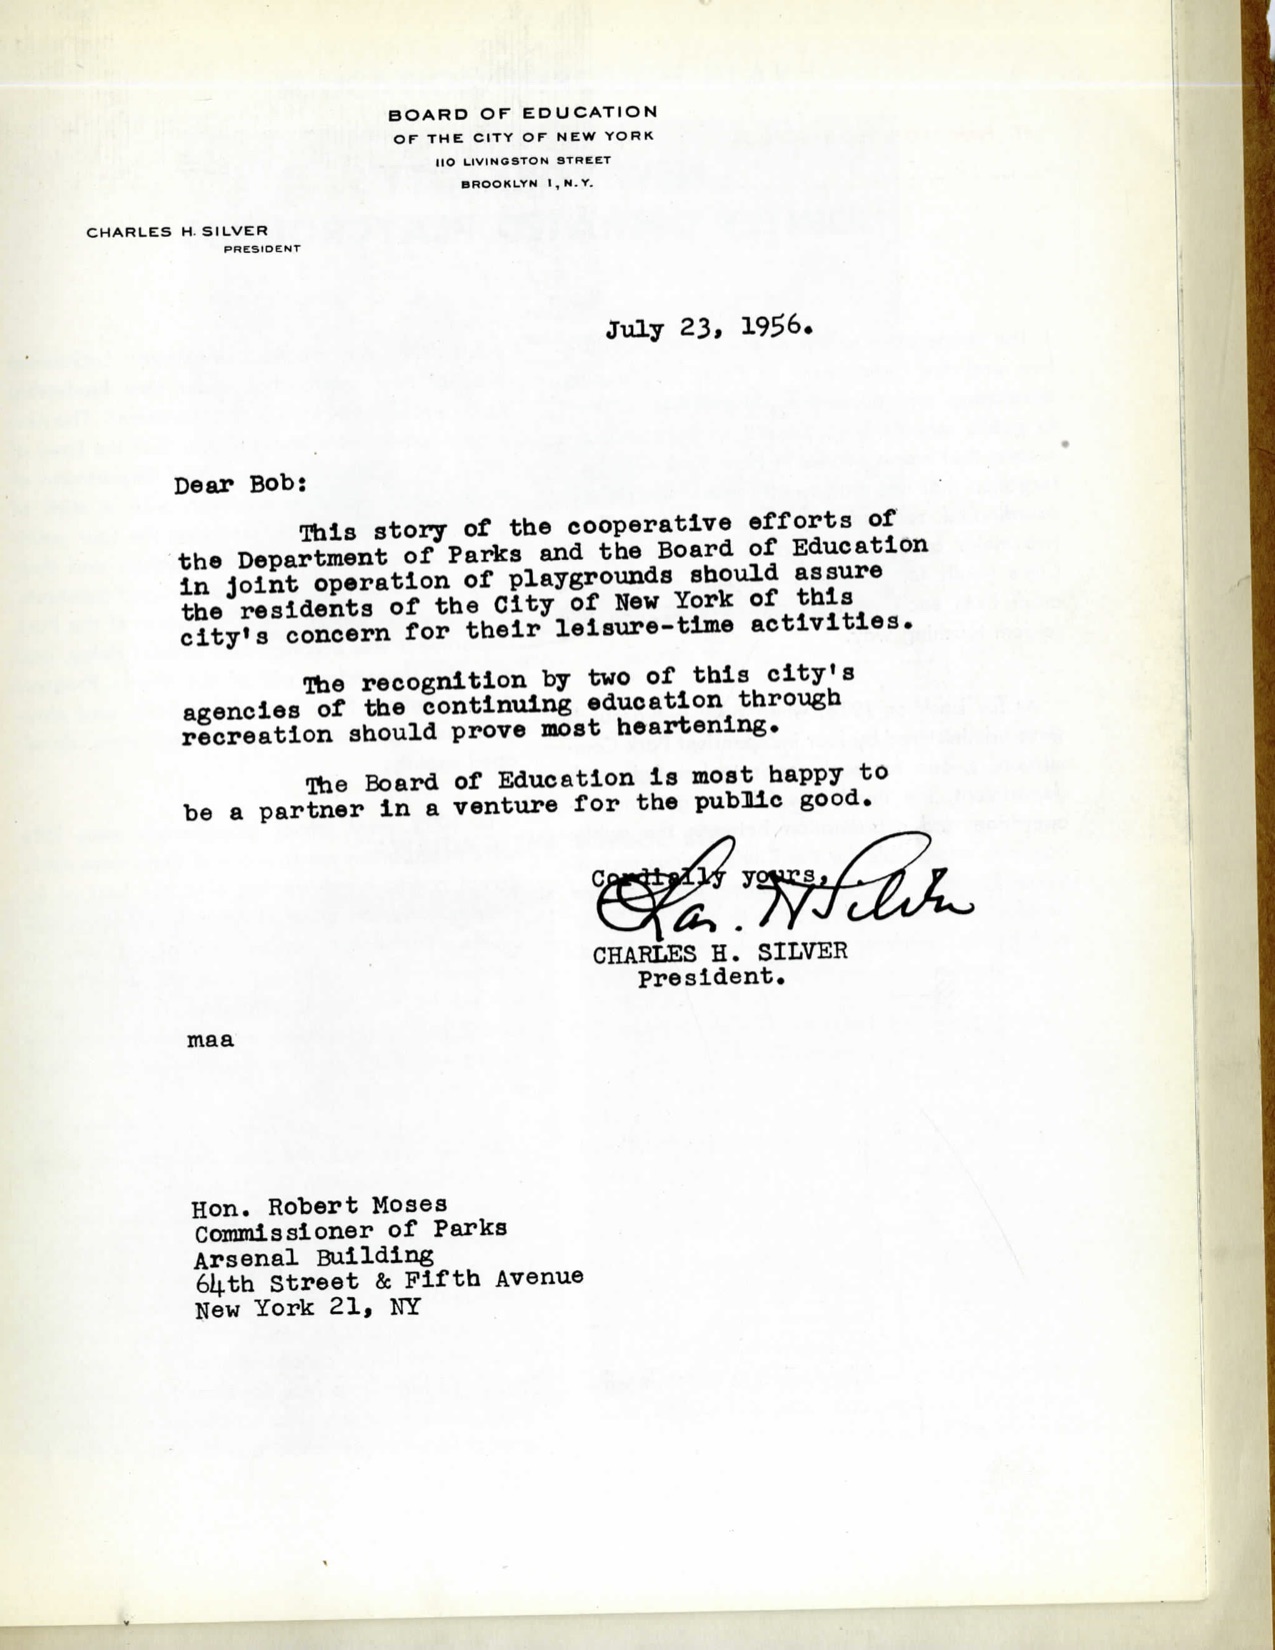 BOARD OF EDUCATION
OF THE CITY OF NEW YORK
110 LIVINGSTON STREET
BROOKLYN 1, N.Y.
CHARLES H. SILVER
PRESIDENT
July 23, 1956.
Dear Bob:
This story of the cooperative efforts of
the Department of Parks and the Board of Education
in joint operation of playgrounds should assure
the residents of the City of New York of this
city's concern for their leisure-time activities.
The recognition by two of this city's
agencies of the continuing education through
recreation should prove most heartening.
The Board of Education is most happy to
be a partner in a venture for the public good.
Cordially yours,
Chas. H Silver
CHARLES H. SILVER
President.
maa
Hon. Robert Moses
Commissioner of Parks
Arsenal Building
64th Street & Fifth Avenue
New York 21, NY